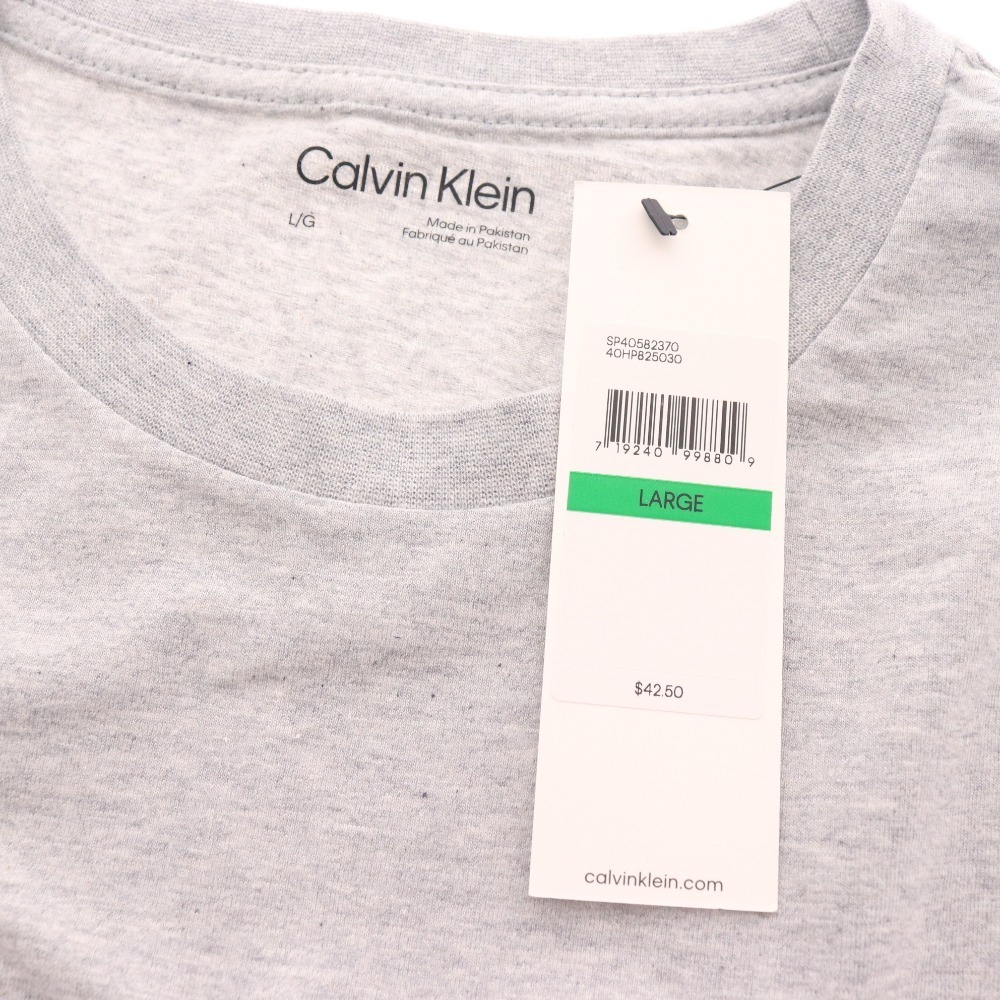 Calvin Klein
L/G
Made in Pakistan
Fabriqué au Pakistan
SP40582370
40HP825030
7 19240 99880 9
LARGE
$42.50
calvinklein.com